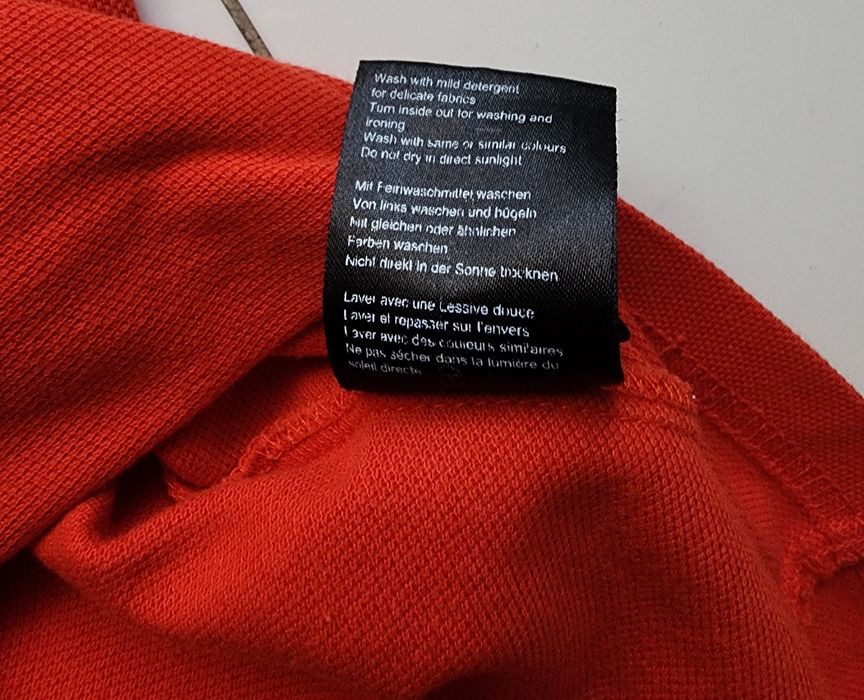 Wash with mild detergent
for delicate fabrics
Turn inside out for washing and
ironing
Wash with same or similar colours
Do not dry in direct sunlight
Mit Feinwaschmittel waschen
Von links waschen und bügeln
Mit gleichen oder ähnlichen
Farben waschen
Nicht direkt in der Sonne trocknen
Laver avec une Lessive douce
Laver et repasser sur l'envers
Laver avec des couleurs similaires
Ne pas sécher dans la lumière du
soleil directe